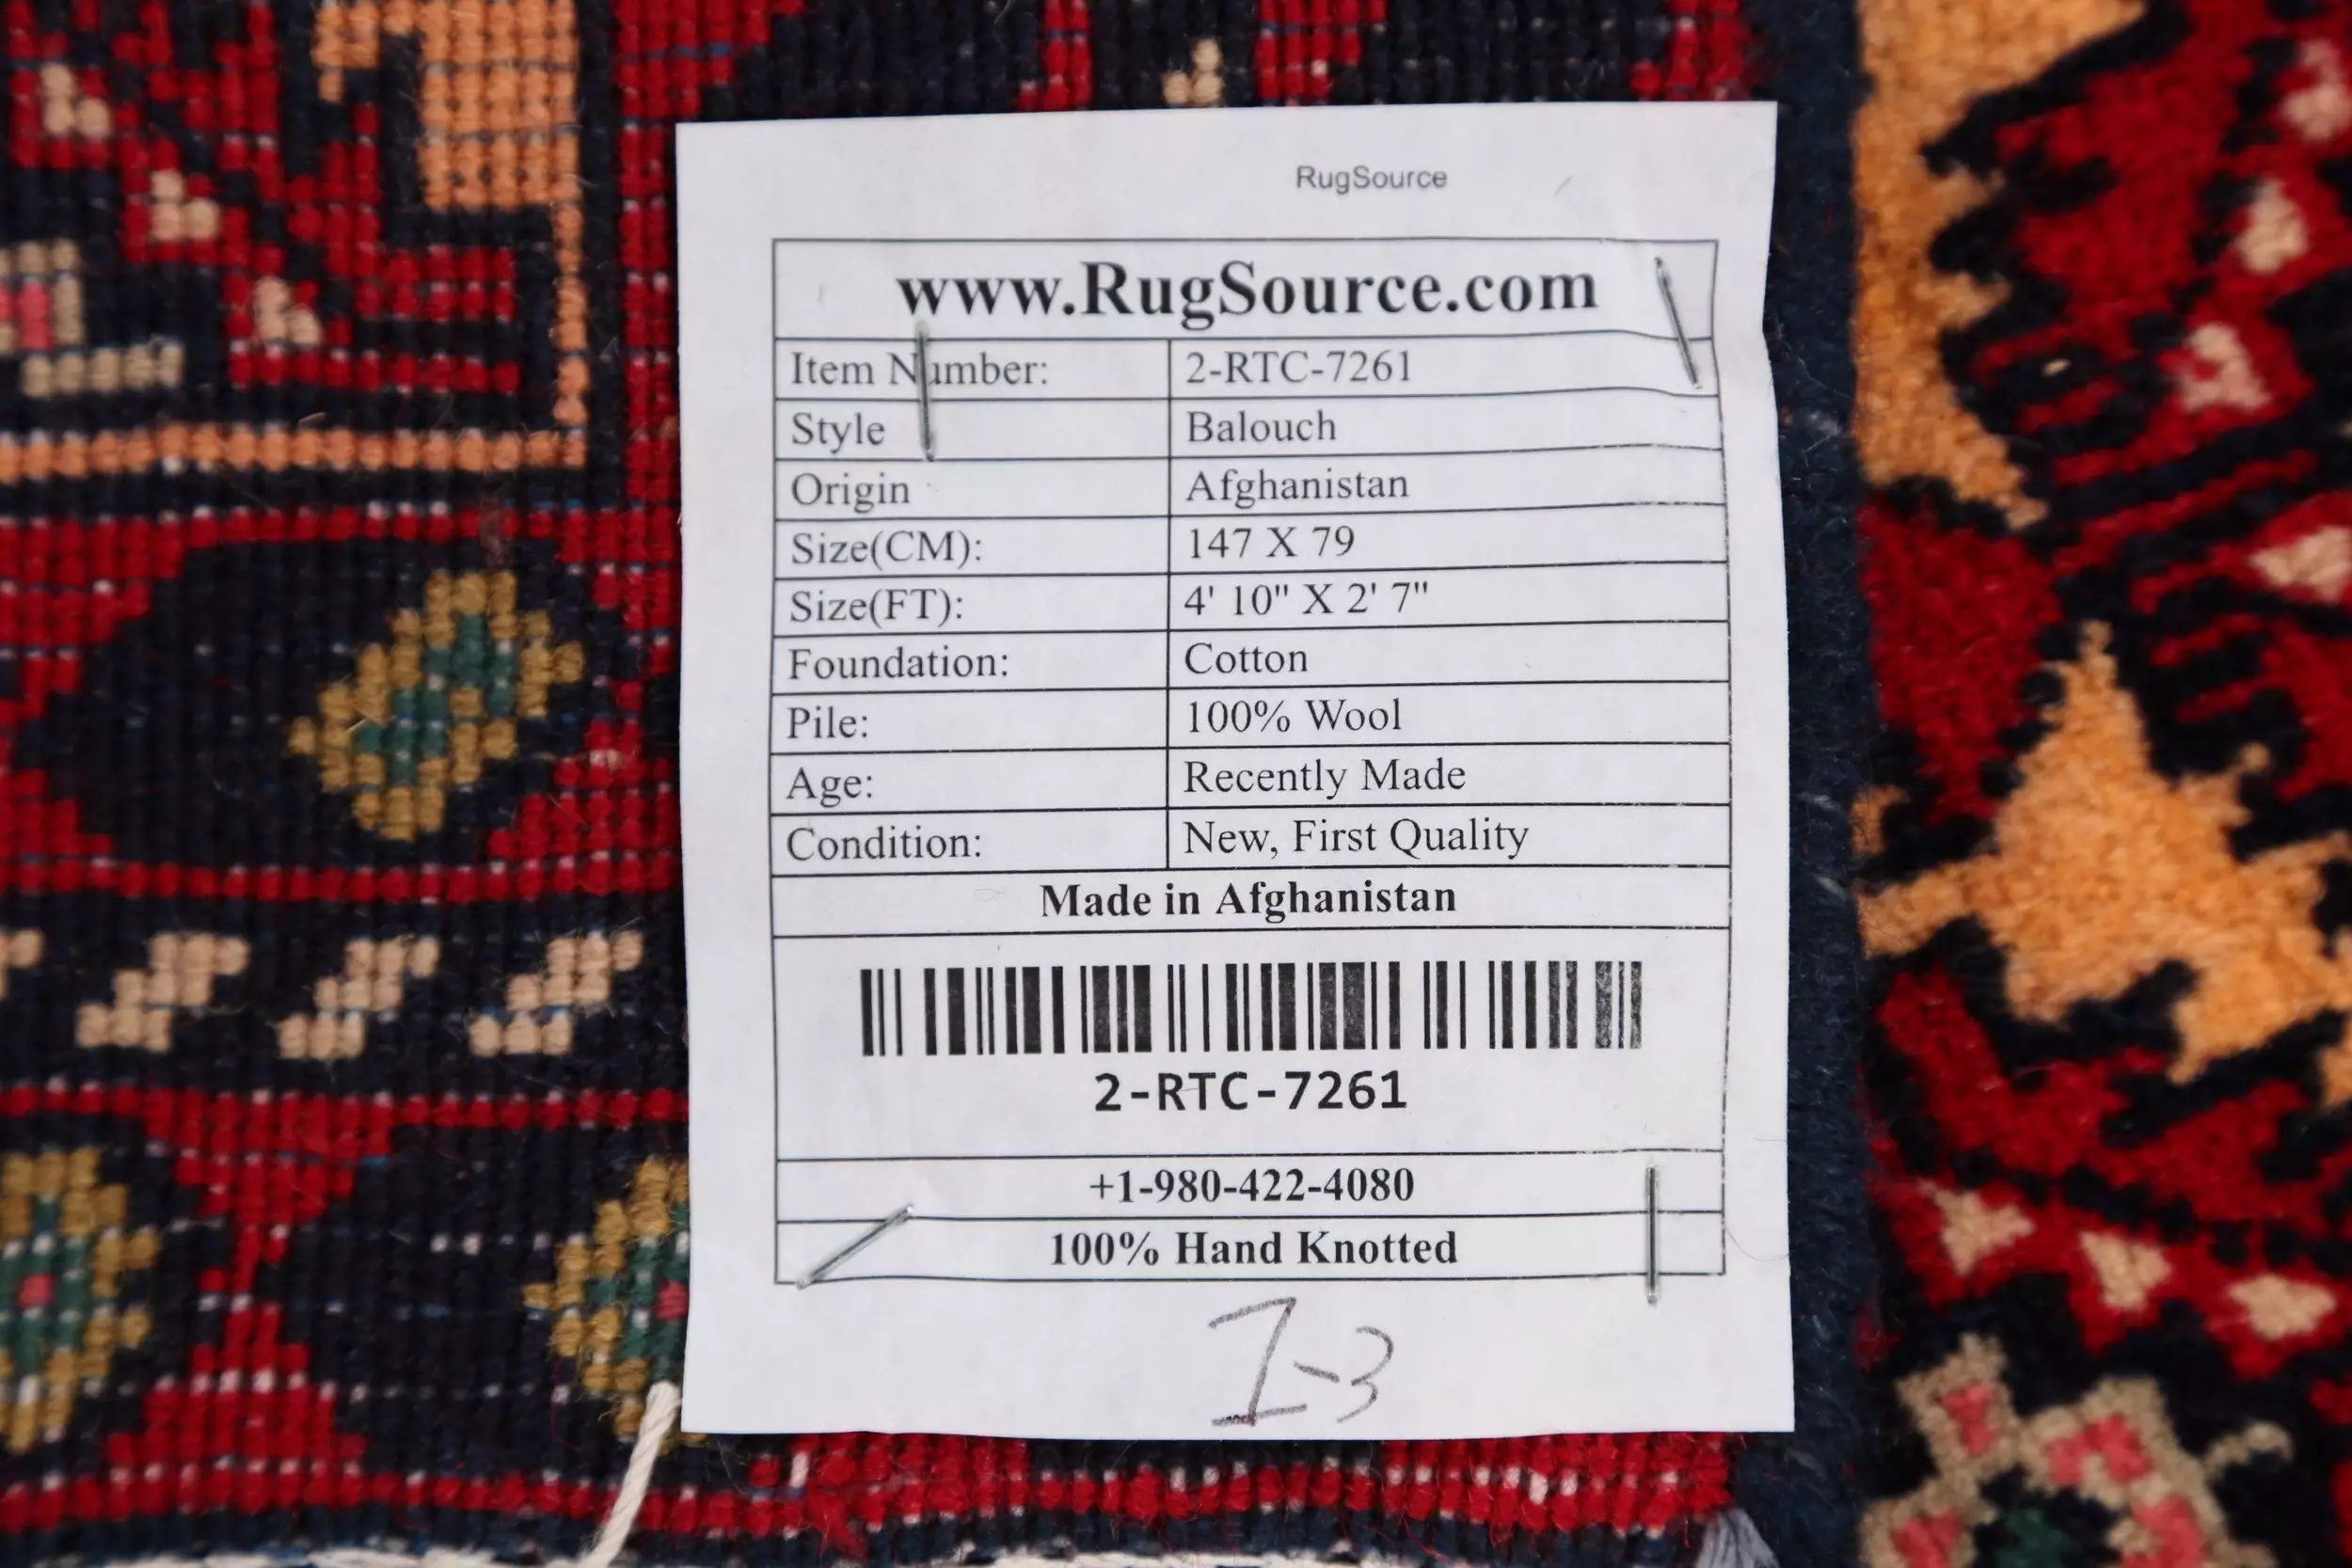 RugSource
www.RugSource.com
Item Number: 2-RTC-7261
Style Balouch
Origin Afghanistan
Size(CM): 147 X 79
Size(FT): 4' 10" X 2' 7"
Foundation: Cotton
Pile: 100% Wool
Age: Recently Made
Condition: New, First Quality
Made in Afghanistan
2-RTC-7261
+1-980-422-4080
100% Hand Knotted
I-3